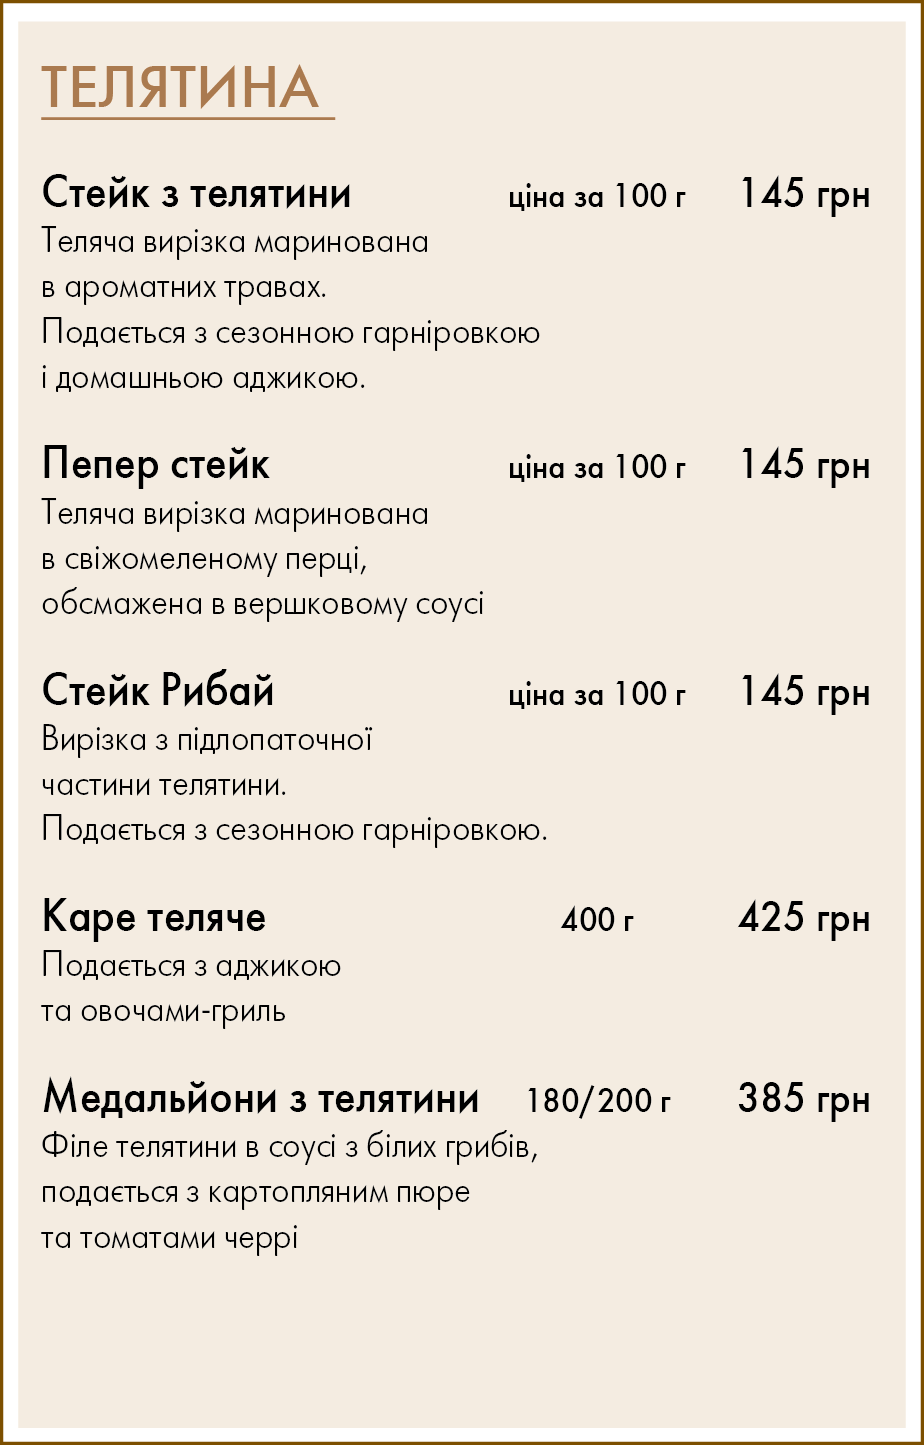 ТЕЛЯТИНА
Стейк з телятини ціна за 100 г 145 грн
Теляча вирізка маринована
в ароматних травах.
Подається з сезонною гарніровкою
і домашньою аджикою.
Пепер стейк ціна за 100 г 145 грн
Теляча вирізка маринована
в свіжомеленому перці,
обсмажена в вершковому соусі
Стейк Рибай ціна за 100 г 145 грн
Вирізка з підлопаточної
частини телятини.
Подається з сезонною гарніровкою.
Каре теляче 400 г 425 грн
Подається з аджикою
та овочами-гриль
Медальйони з телятини 180/200 г 385 грн
Філе телятини в соусі з білих грибів,
подається з картопляним пюре
та томатами черрі